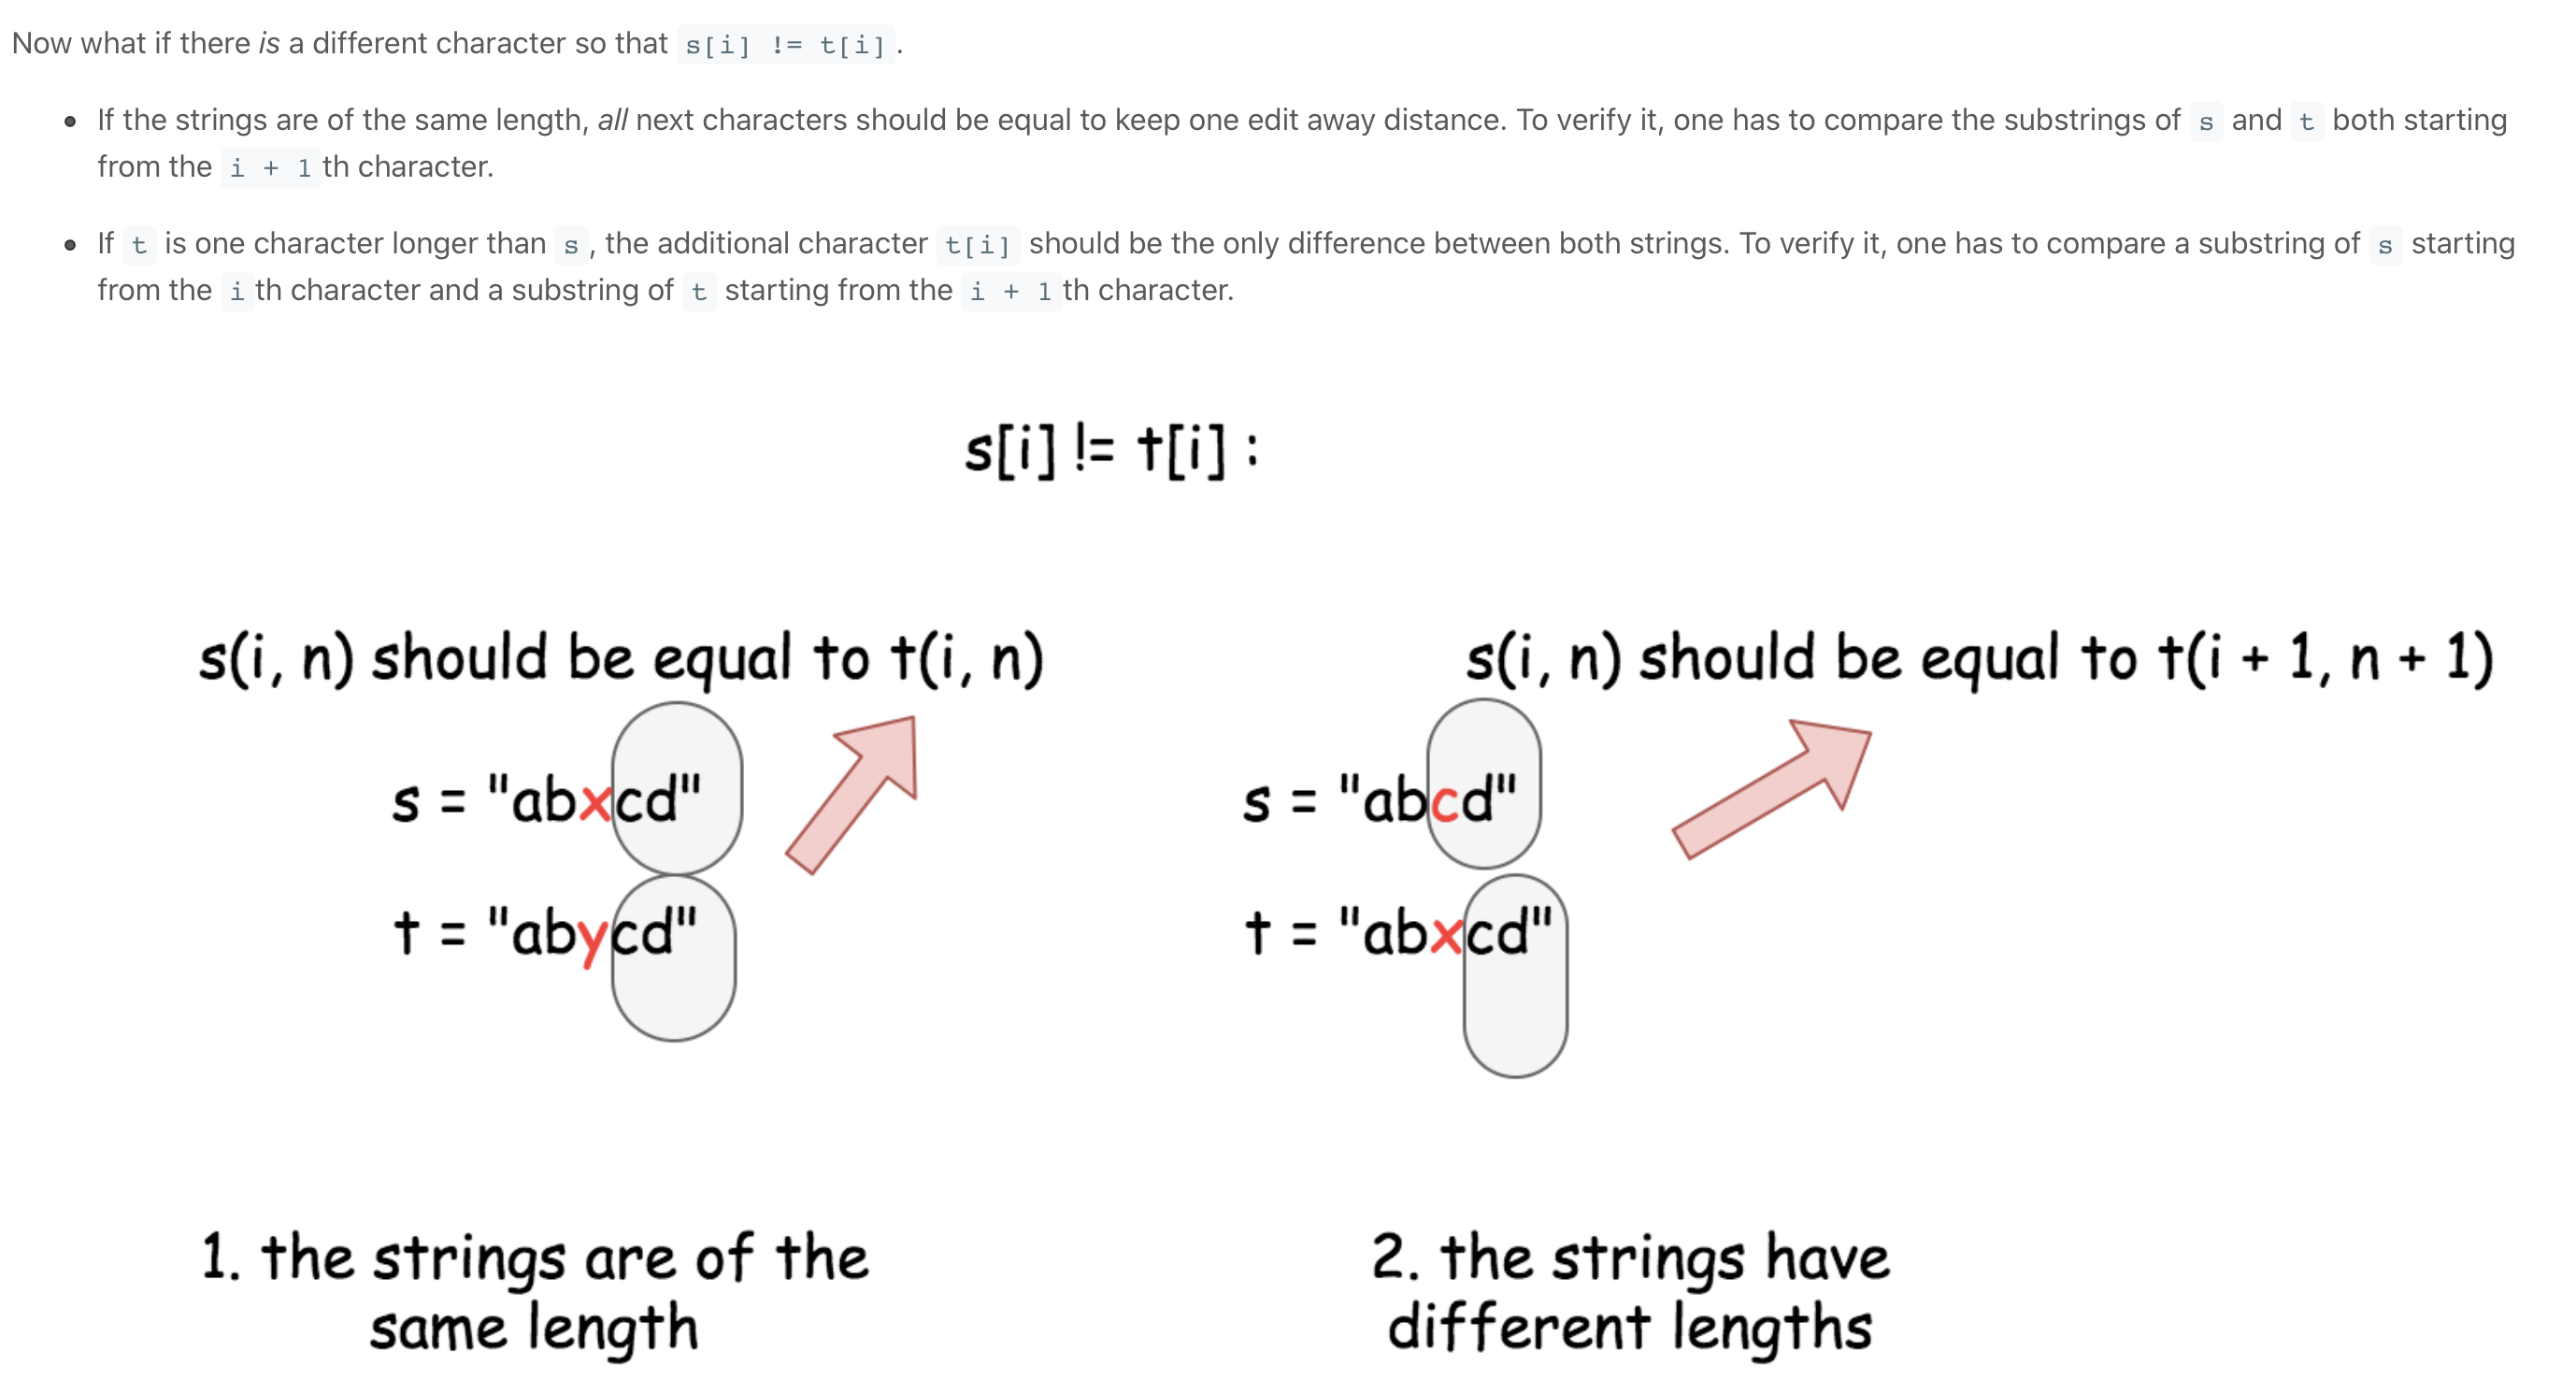 Now what if there is a different character so that s[i] != t[i].
• If the strings are of the same length, all next characters should be equal to keep one edit away distance. To verify it, one has to compare the substrings of s and t both starting
from the i + 1 th character.
• If t is one character longer than s, the additional character t[i] should be the only difference between both strings. To verify it, one has to compare a substring of s starting
from the i th character and a substring of t starting from the i + 1 th character.
s[i] != t[i] :
s(i, n) should be equal to t(i, n)
s = "abxcd"
t = "abycd"
1. the strings are of the
same length
s(i, n) should be equal to t(i + 1, n + 1)
s = "abcd"
t = "abxcd"
2. the strings have
different lengths